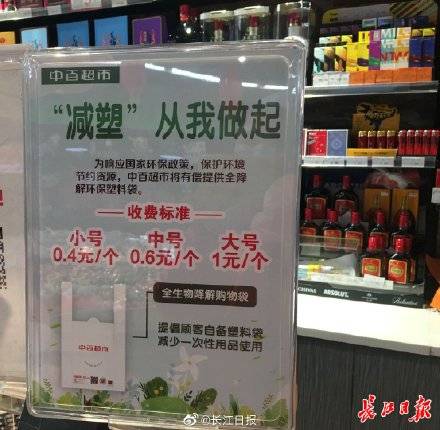 中百超市
“减塑”从我做起
为响应国家环保政策，保护环境
节约资源，中百超市将有偿提供全降
解环保塑料袋。
收费标准
小号 中号 大号
0.4元/个 0.6元/个 1元/个
全生物降解购物袋
中百超市
提倡顾客自备塑料袋
减少一次性用品使用
ABSOLUT
Ballantine's
@长江日报
长江日报